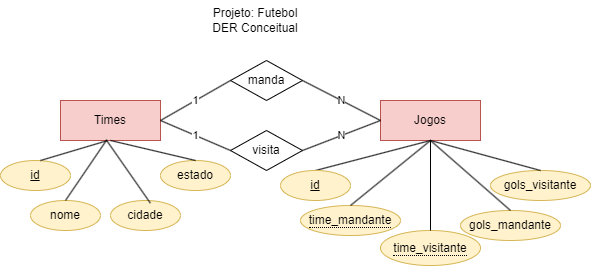 Projeto: Futebol
DER Conceitual
manda
1
N
Times
Jogos
1
N
visita
id
estado
id
gols_visitante
nome
cidade
time_mandante
gols_mandante
time_visitante